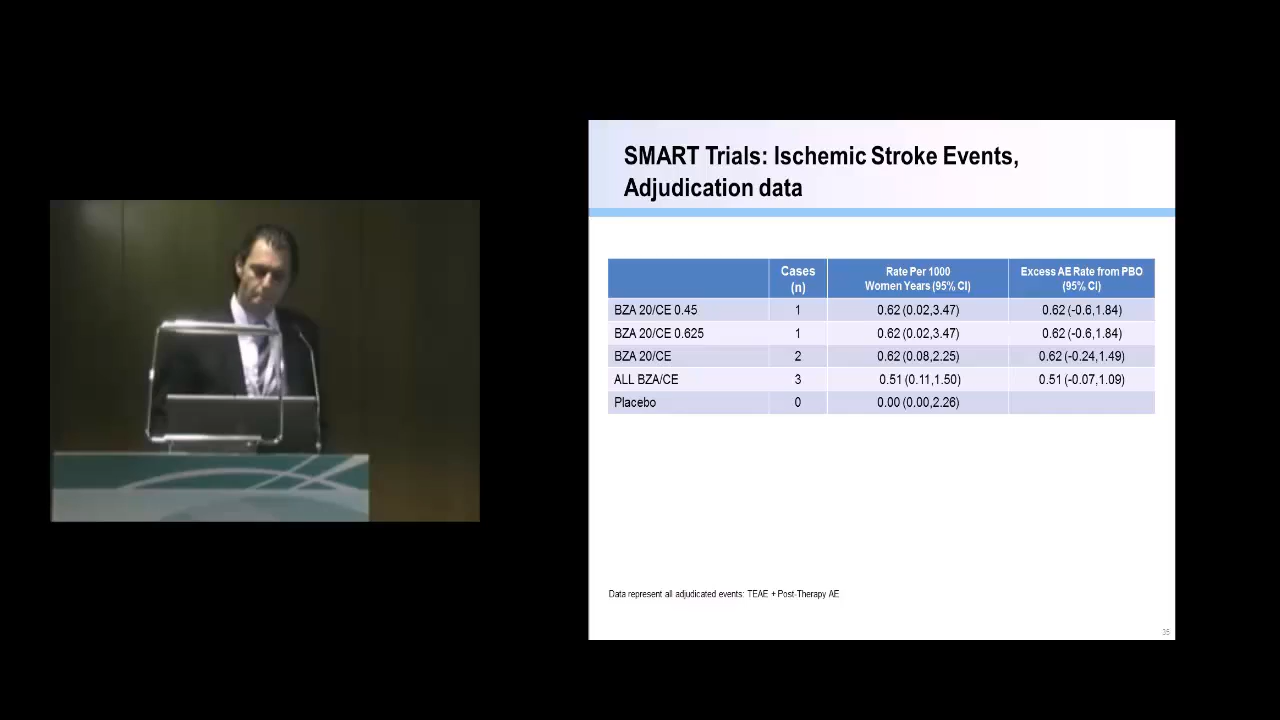 SMART Trials: Ischemic Stroke Events,
Adjudication data
Cases (n) Rate Per 1000 Women Years (95% CI) Excess AE Rate from PBO (95% CI)
BZA 20/CE 0.45 1 0.62 (0.02,3.47) 0.62 (-0.6,1.84)
BZA 20/CE 0.625 1 0.62 (0.02,3.47) 0.62 (-0.6,1.84)
BZA 20/CE 2 0.62 (0.08,2.25) 0.62 (-0.24,1.49)
ALL BZA/CE 3 0.51 (0.11,1.50) 0.51 (-0.07,1.09)
Placebo 0 0.00 (0.00,2.26)
Data represent all adjudicated events: TEAE + Post-Therapy AE